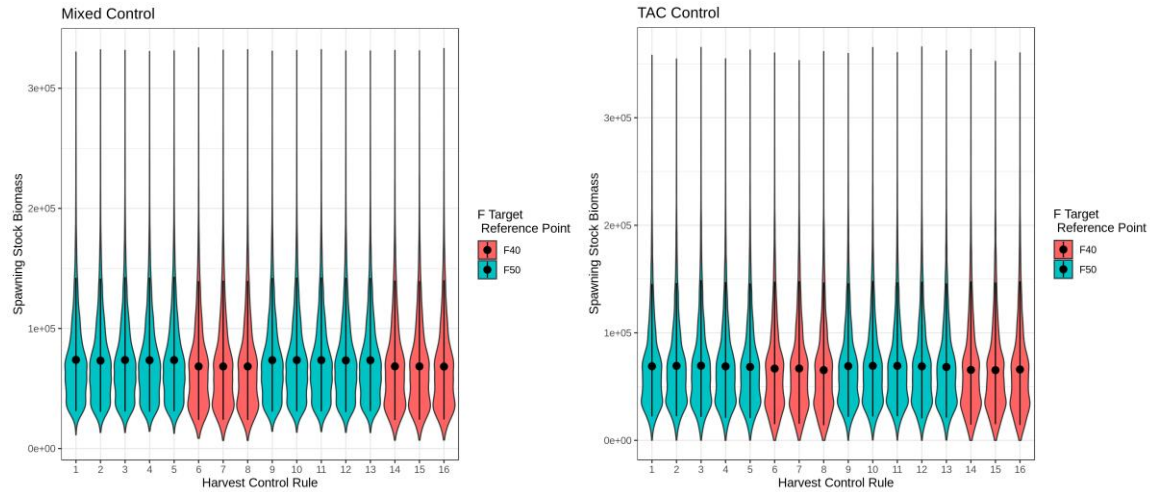 Mixed Control
Spawning Stock Biomass
3e+05
2e+05
1e+05
0e+00
1 2 3 4 5 6 7 8 9 10 11 12 13 14 15 16
Harvest Control Rule
F Target
Reference Point
F40
F50
TAC Control
Spawning Stock Biomass
3e+05
2e+05
1e+05
0e+00
1 2 3 4 5 6 7 8 9 10 11 12 13 14 15 16
Harvest Control Rule
F Target
Reference Point
F40
F50